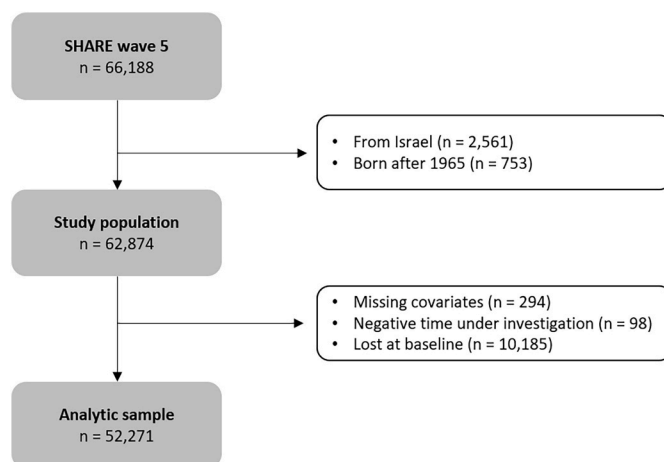 SHARE wave 5
n = 66,188
• From Israel (n = 2,561)
• Born after 1965 (n = 753)
Study population
n = 62,874
• Missing covariates (n = 294)
• Negative time under investigation (n = 98)
• Lost at baseline (n = 10,185)
Analytic sample
n = 52,271